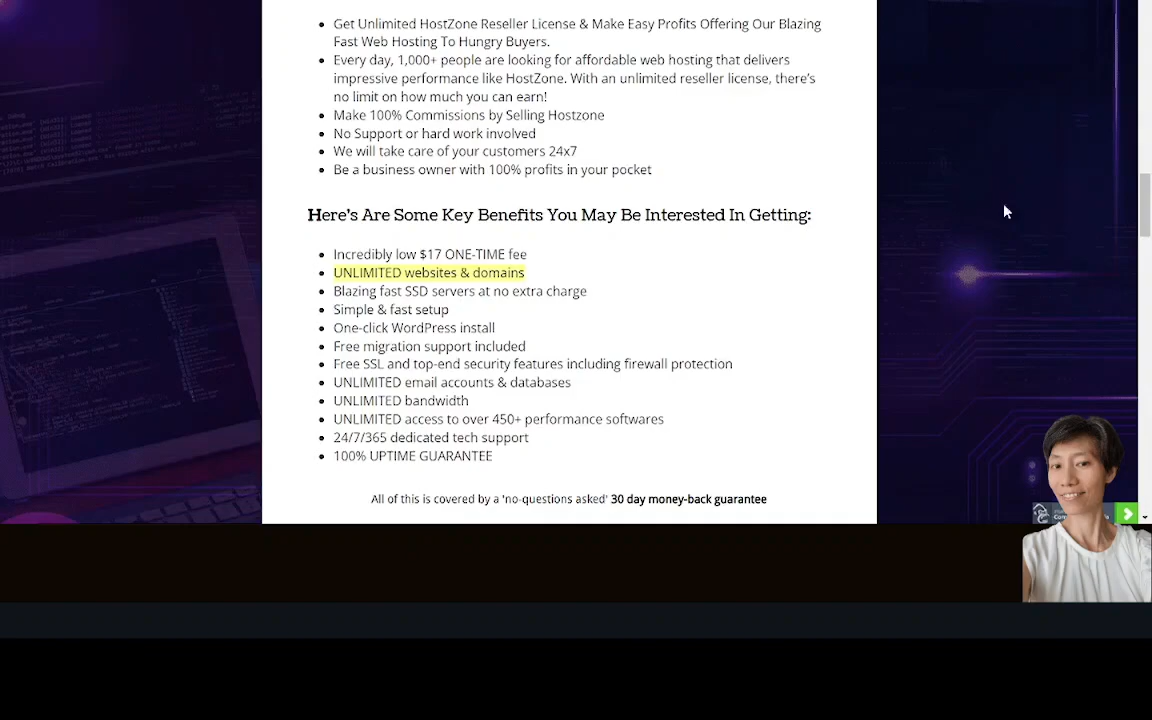 Get Unlimited HostZone Reseller License & Make Easy Profits Offering Our Blazing
Fast Web Hosting To Hungry Buyers.
Every day, 1,000+ people are looking for affordable web hosting that delivers
impressive performance like HostZone. With an unlimited reseller license, there's
no limit on how much you can earn!
Make 100% Commissions by Selling Hostzone
No Support or hard work involved
We will take care of your customers 24x7
Be a business owner with 100% profits in your pocket
Here's Are Some Key Benefits You May Be Interested In Getting:
Incredibly low $17 ONE-TIME fee
UNLIMITED websites & domains
Blazing fast SSD servers at no extra charge
Simple & fast setup
One-click WordPress install
Free migration support included
Free SSL and top-end security features including firewall protection
UNLIMITED email accounts & databases
UNLIMITED bandwidth
UNLIMITED access to over 450+ performance softwares
24/7/365 dedicated tech support
100% UPTIME GUARANTEE
All of this is covered by a 'no-questions asked' 30 day money-back guarantee